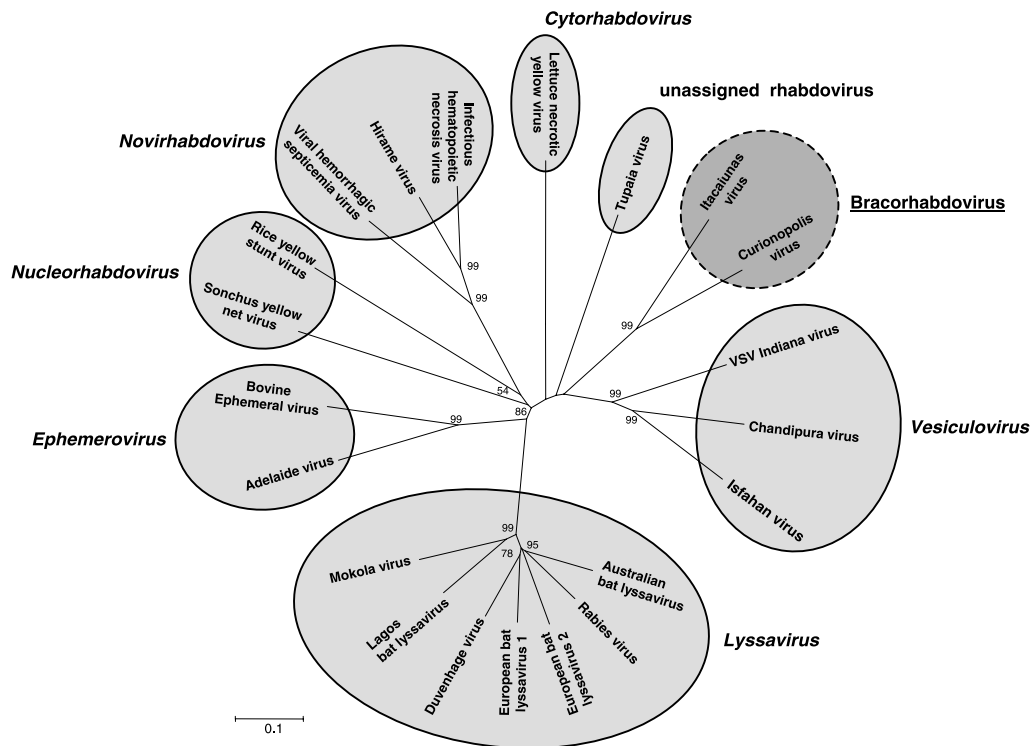 Cytorhabdovirus
Lettuce necrotic
yellow virus
unassigned rhabdovirus
Tupaia virus
Novirhabdovirus
Viral hemorrhagic
septicemia virus
Hirame virus
Infectious
hematopoietic
necrosis virus
Itacaiunas
virus
Curionopolis
virus
Bracorhabdovirus
Nucleorhabdovirus
Rice yellow
stunt virus
Sonchus yellow
net virus
99
99
99
VSV Indiana virus
Chandipura virus
Isfahan virus
Vesiculovirus
99
99
54
86
Ephemerovirus
Bovine
Ephemeral virus
Adelaide virus
99
99
95
78
Mokola virus
Lagos
bat lyssavirus
Duvenhage virus
European bat
lyssavirus 1
European bat
lyssavirus 2
Rabies virus
Australian
bat lyssavirus
Lyssavirus
0.1